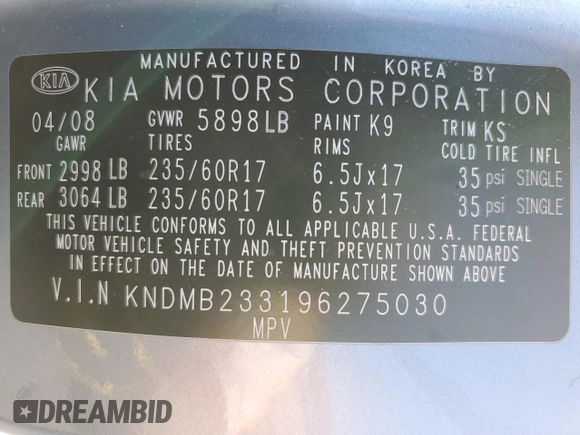 MANUFACTURED IN KOREA BY
KIA KIA MOTORS CORPORATION
04/08 GVWR 5898LB PAINT K9 TRIM KS
GAWR TIRES RIMS COLD TIRE INFL
FRONT 2998 LB 235/60R17 6.5Jx17 35 psi SINGLE
REAR 3064 LB 235/60R17 6.5Jx17 35 psi SINGLE
THIS VEHICLE CONFORMS TO ALL APPLICABLE U.S.A. FEDERAL
MOTOR VEHICLE SAFETY AND THEFT PREVENTION STANDARDS
IN EFFECT ON THE DATE OF MANUFACTURE SHOWN ABOVE
V.I.N KNDMB233196275030
MPV
DREAMBID